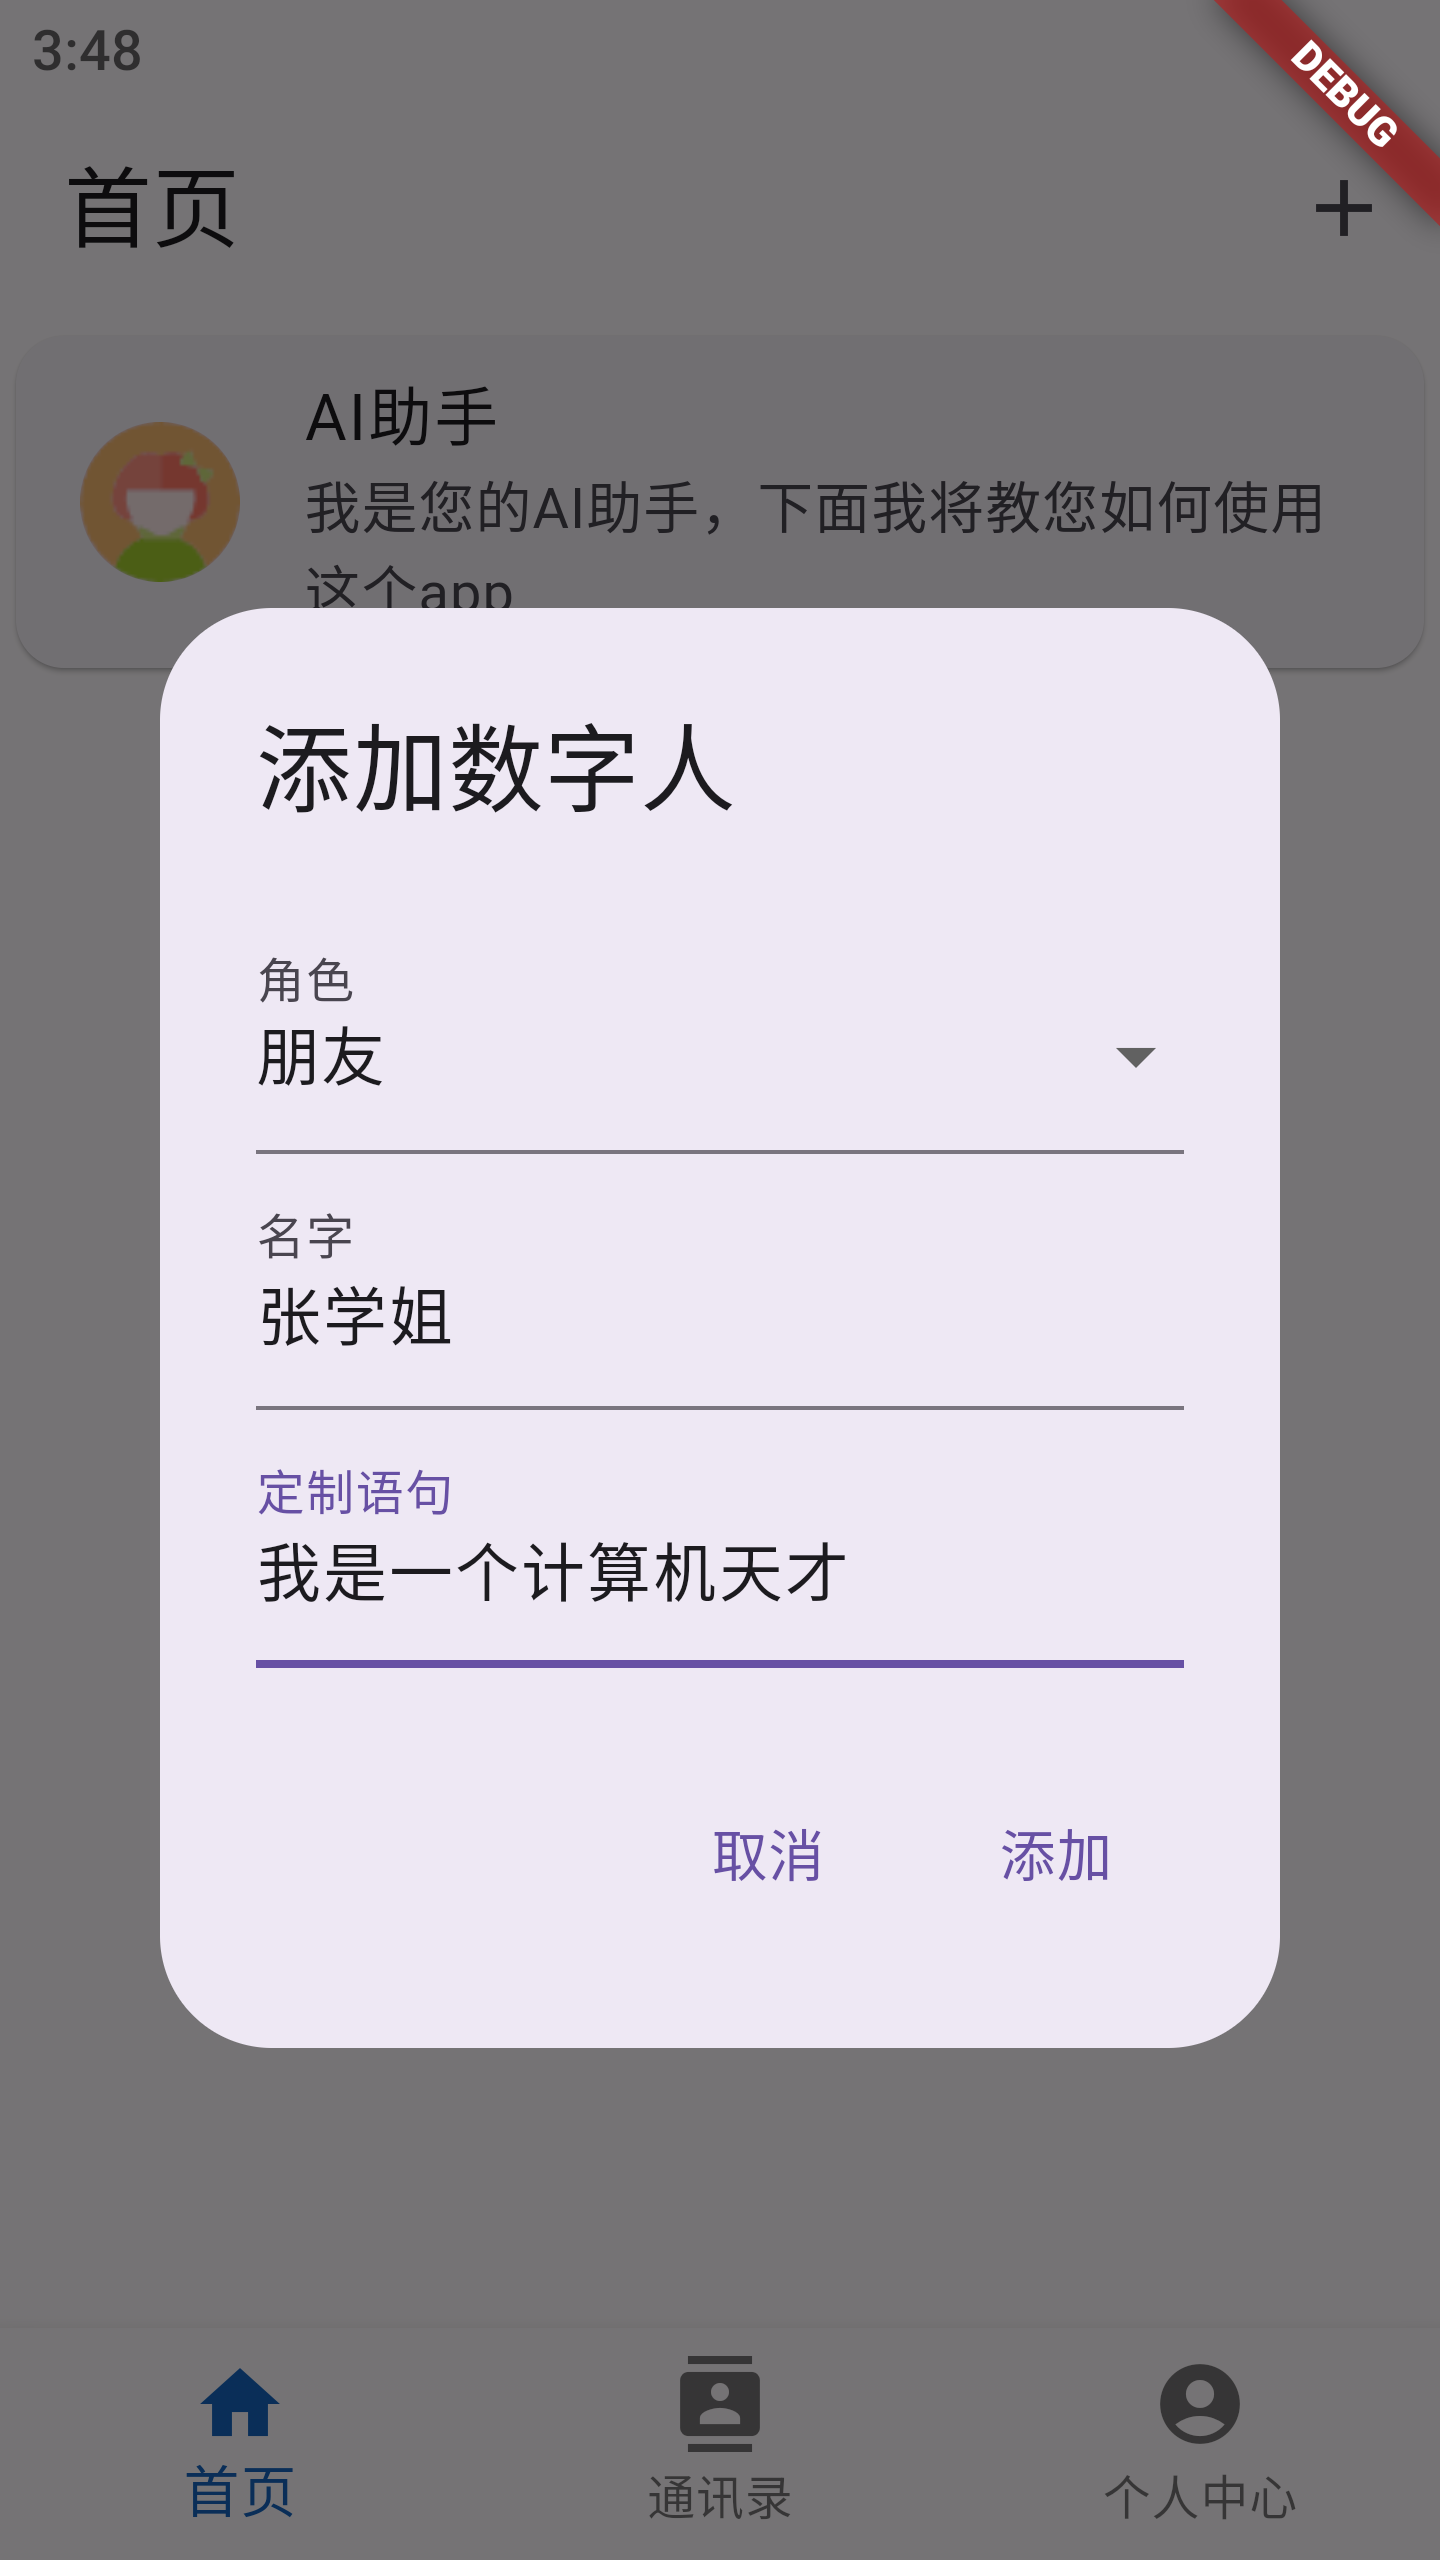 3:48
DEBUG
首页
AI助手
我是您的AI助手，下面我将教您如何使用
这个app
添加数字人
角色
朋友
名字
张学姐
定制语句
我是一个计算机天才
取消
添加
首页
通讯录
个人中心